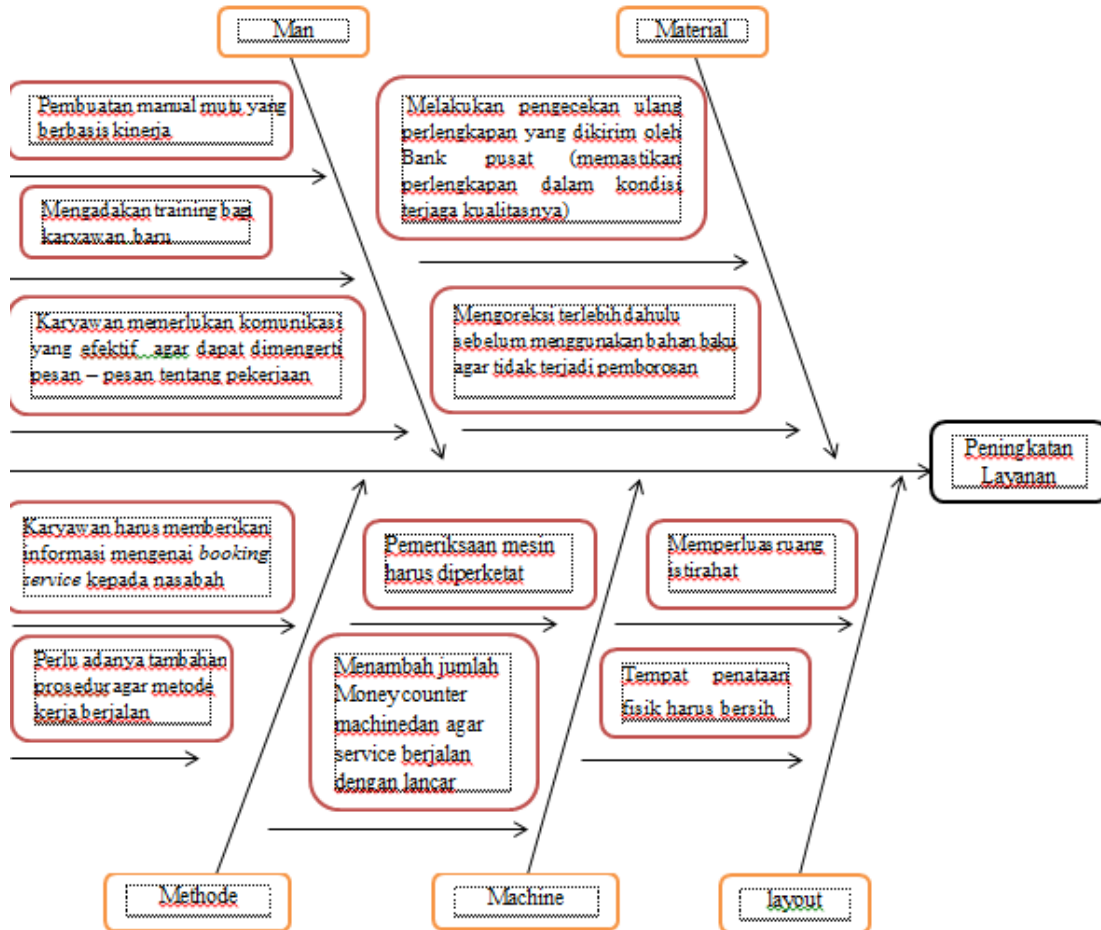 Man
Material
Pembuatan manual mutu yang
berbasis kinerja
Mengadakan training bagi
karyawan baru
Karyawan memerlukan komunikasi
yang efektif agar dapat dimengerti
pesan – pesan tentang pekerjaan
Melakukan pengecekan ulang
perlengkapan yang dikirim oleh
Bank pusat (memastikan
perlengkapan dalam kondisi
terjaga kualitasnya)
Mengoreksi terlebih dahulu
sebelum menggunakan bahan baku
agar tidak terjadi pemborosan
Peningkatan
Layanan
Karyawan harus memberikan
informasi mengenai booking
service kepada nasabah
Perlu adanya tambahan
prosedur agar metode
kerja berjalan
Pemeriksaan mesin
harus diperketat
Menambah jumlah
Money counter
machinedan agar
service berjalan
dengan lancar
Memperluas ruang
istirahat
Tempat penataan
fisik harus bersih
Methode
Machine
layout